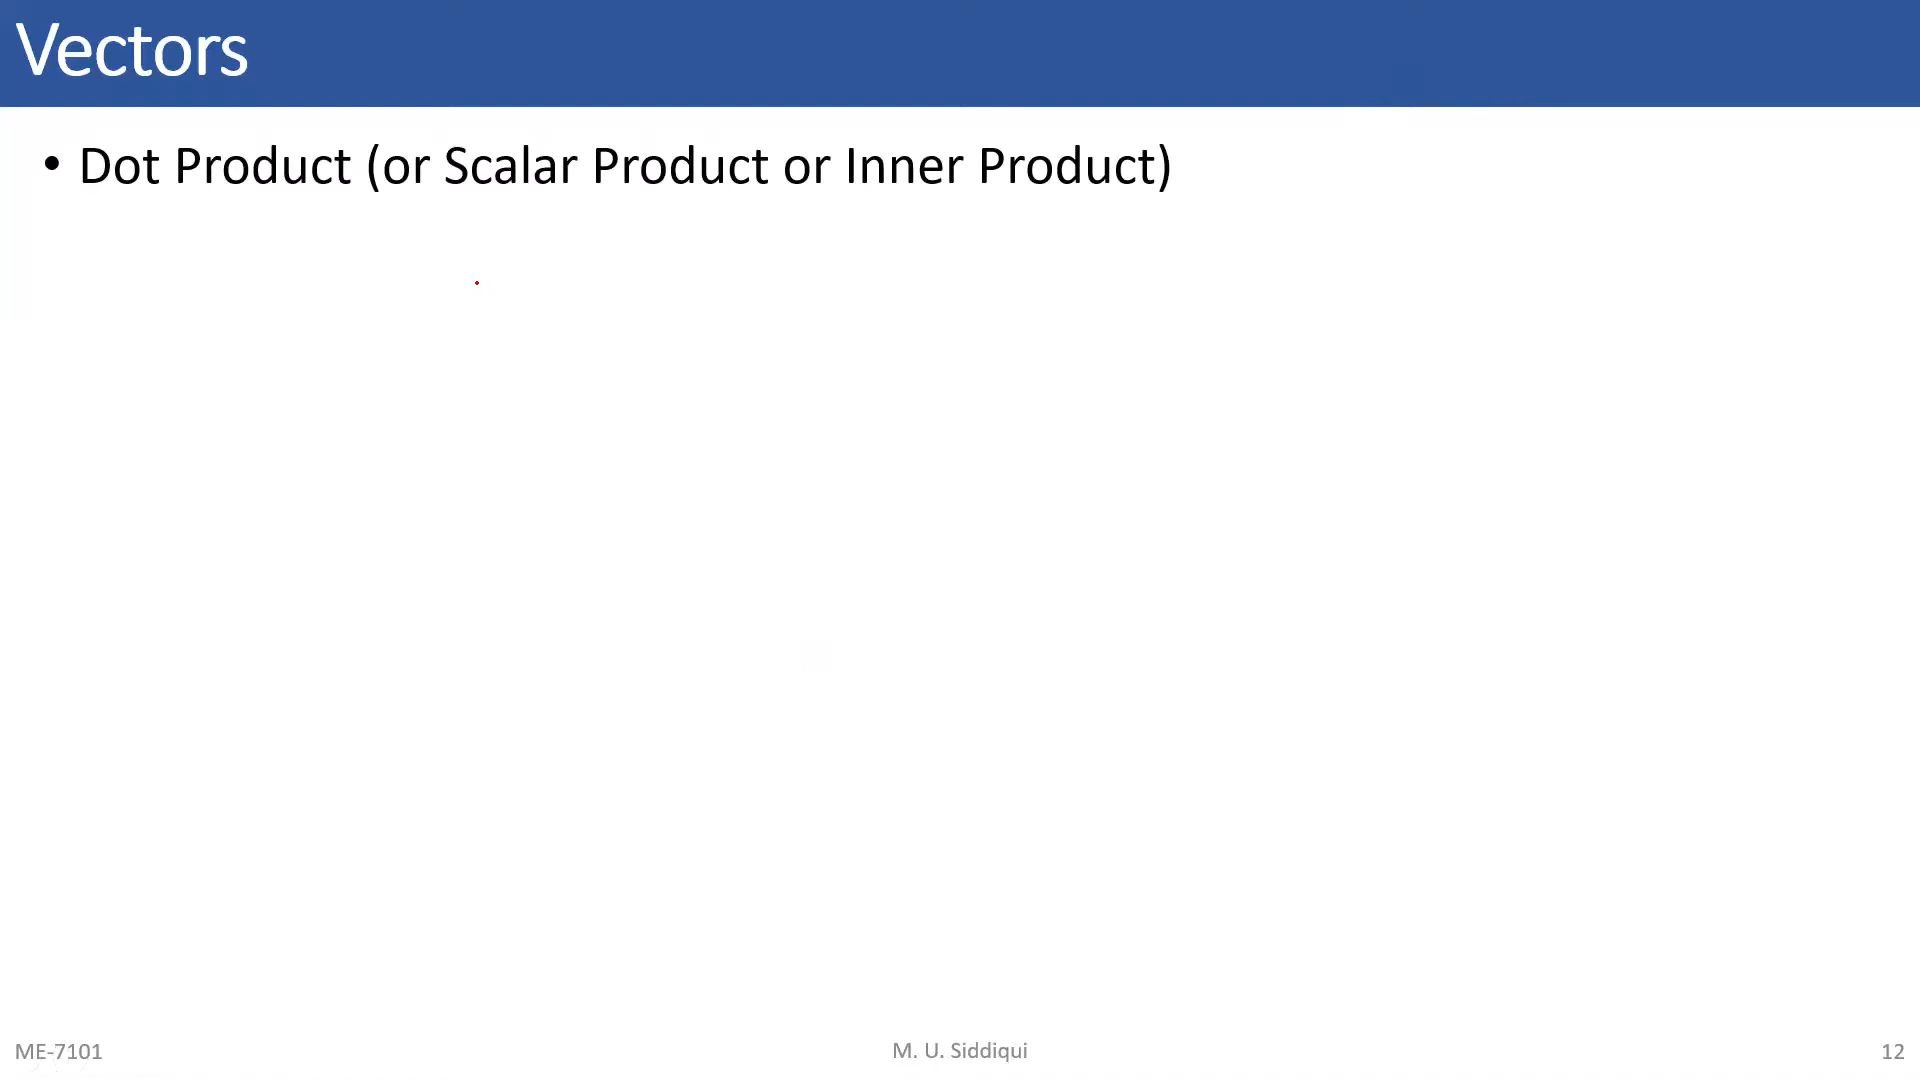 Vectors
• Dot Product (or Scalar Product or Inner Product)
ME-7101
M. U. Siddiqui
12